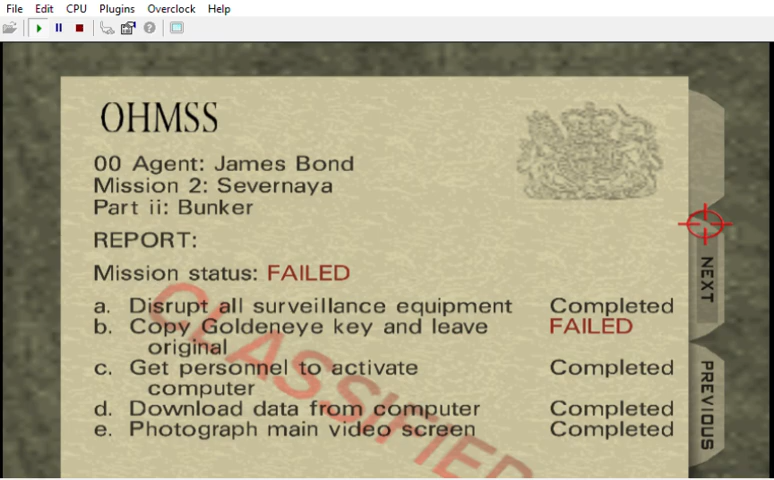 File Edit CPU Plugins Overclock Help
OHMSS
00 Agent: James Bond
Mission 2: Severnaya
Part ii: Bunker
REPORT:
Mission status: FAILED
a. Disrupt all surveillance equipment Completed
b. Copy Goldeneye key and leave FAILED
original
c. Get personnel to activate Completed
computer
d. Download data from computer Completed
e. Photograph main video screen Completed
CLASSIFIED
NEXT
PREVIOUS